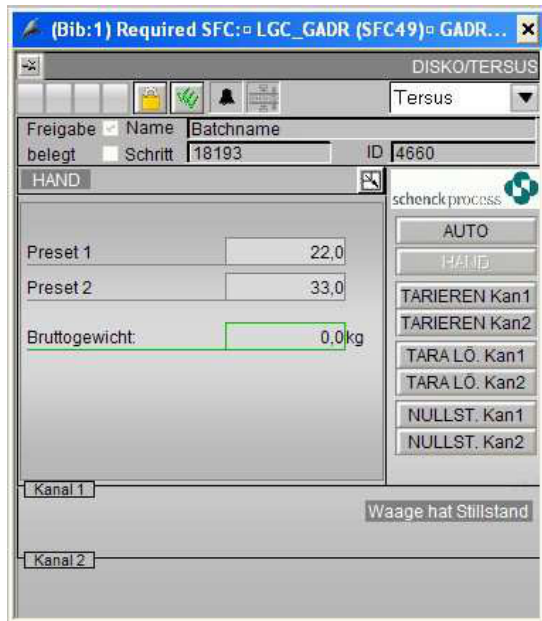 (Bib:1) Required SFC:▫ LGC_GADR (SFC49)▫ GADR...
DISKO/TERSUS
Tersus
Freigabe Name Batchname
belegt Schritt 18193 ID 4660
HAND
schenck process
AUTO
HAND
Preset 1 22,0
Preset 2 33,0
TARIEREN Kan1
TARIEREN Kan2
Bruttogewicht: 0,0 kg
TARA LÖ. Kan1
TARA LÖ. Kan2
NULLST. Kan1
NULLST. Kan2
Kanal 1
Waage hat Stillstand
Kanal 2